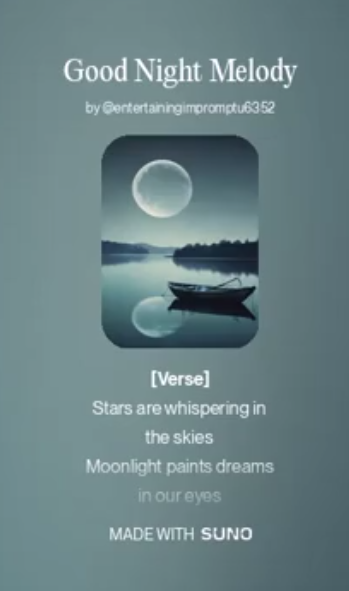 Good Night Melody
by @entertainingimpromptu6352
[Verse]
Stars are whispering in
the skies
Moonlight paints dreams
in our eyes
MADE WITH SUNO